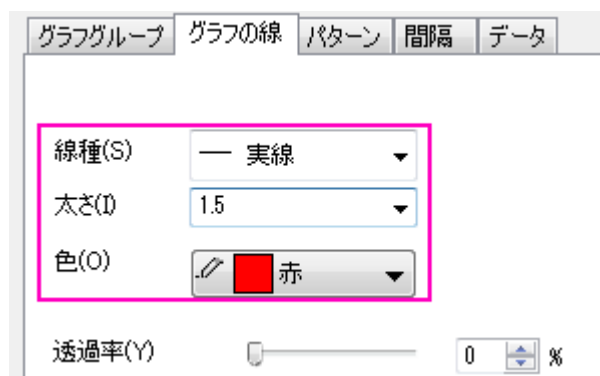 グラフグループ グラフの線 パターン 間隔 データ
線種(S) 実線
太さ(I) 1.5
色(O) 赤
透過率(Y) 0 %